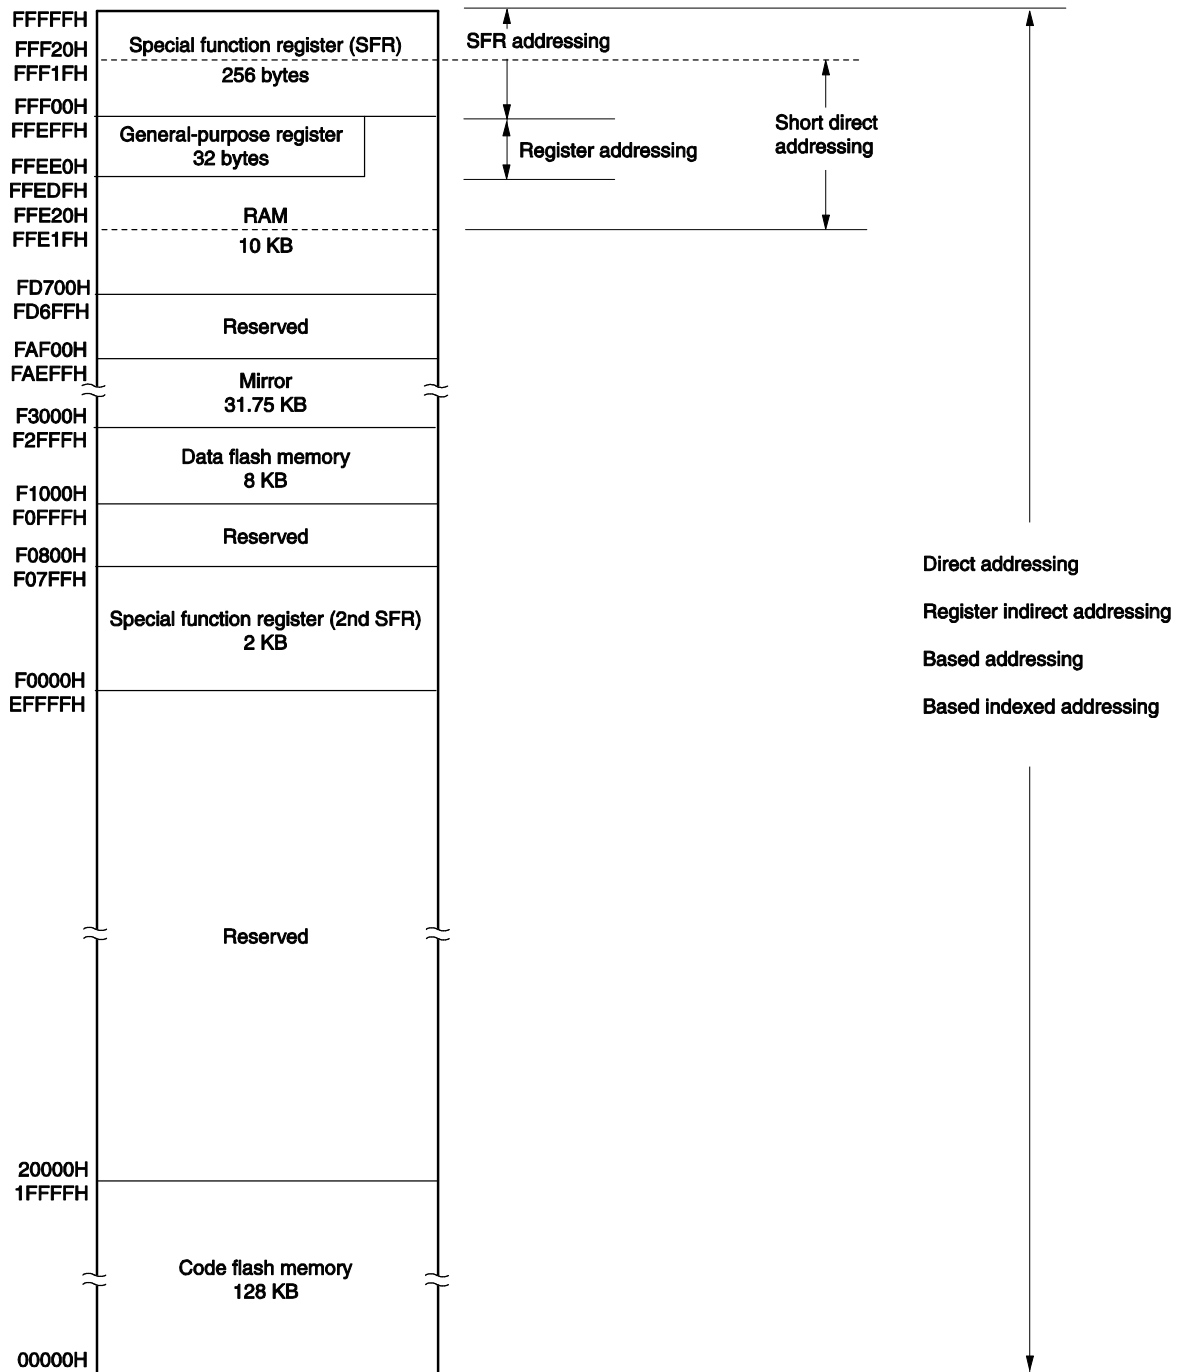 FFFFFH
FFF20H
FFF1FH
FFF00H
FFEFFH
FFEE0H
FFEDFH
FFE20H
FFE1FH
FD700H
FD6FFH
FAF00H
FAEFFH
F3000H
F2FFFH
F1000H
F0FFFH
F0800H
F07FFH
F0000H
EFFFFH
20000H
1FFFFH
00000H
Special function register (SFR)
256 bytes
General-purpose register
32 bytes
RAM
10 KB
Reserved
Mirror
31.75 KB
Data flash memory
8 KB
Reserved
Special function register (2nd SFR)
2 KB
Reserved
Code flash memory
128 KB
SFR addressing
Register addressing
Short direct
addressing
Direct addressing
Register indirect addressing
Based addressing
Based indexed addressing